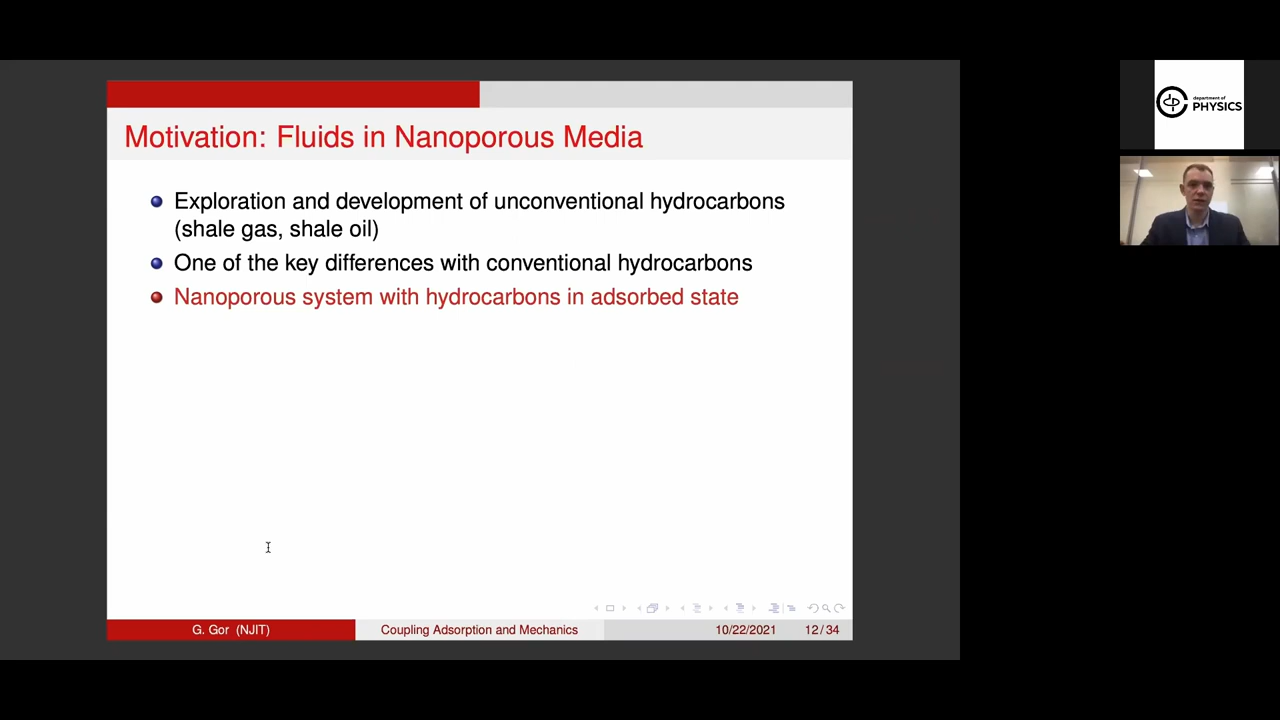 Motivation: Fluids in Nanoporous Media
Exploration and development of unconventional hydrocarbons
(shale gas, shale oil)
One of the key differences with conventional hydrocarbons
Nanoporous system with hydrocarbons in adsorbed state
G. Gor (NJIT) Coupling Adsorption and Mechanics 10/22/2021 12/34
department of
PHYSICS